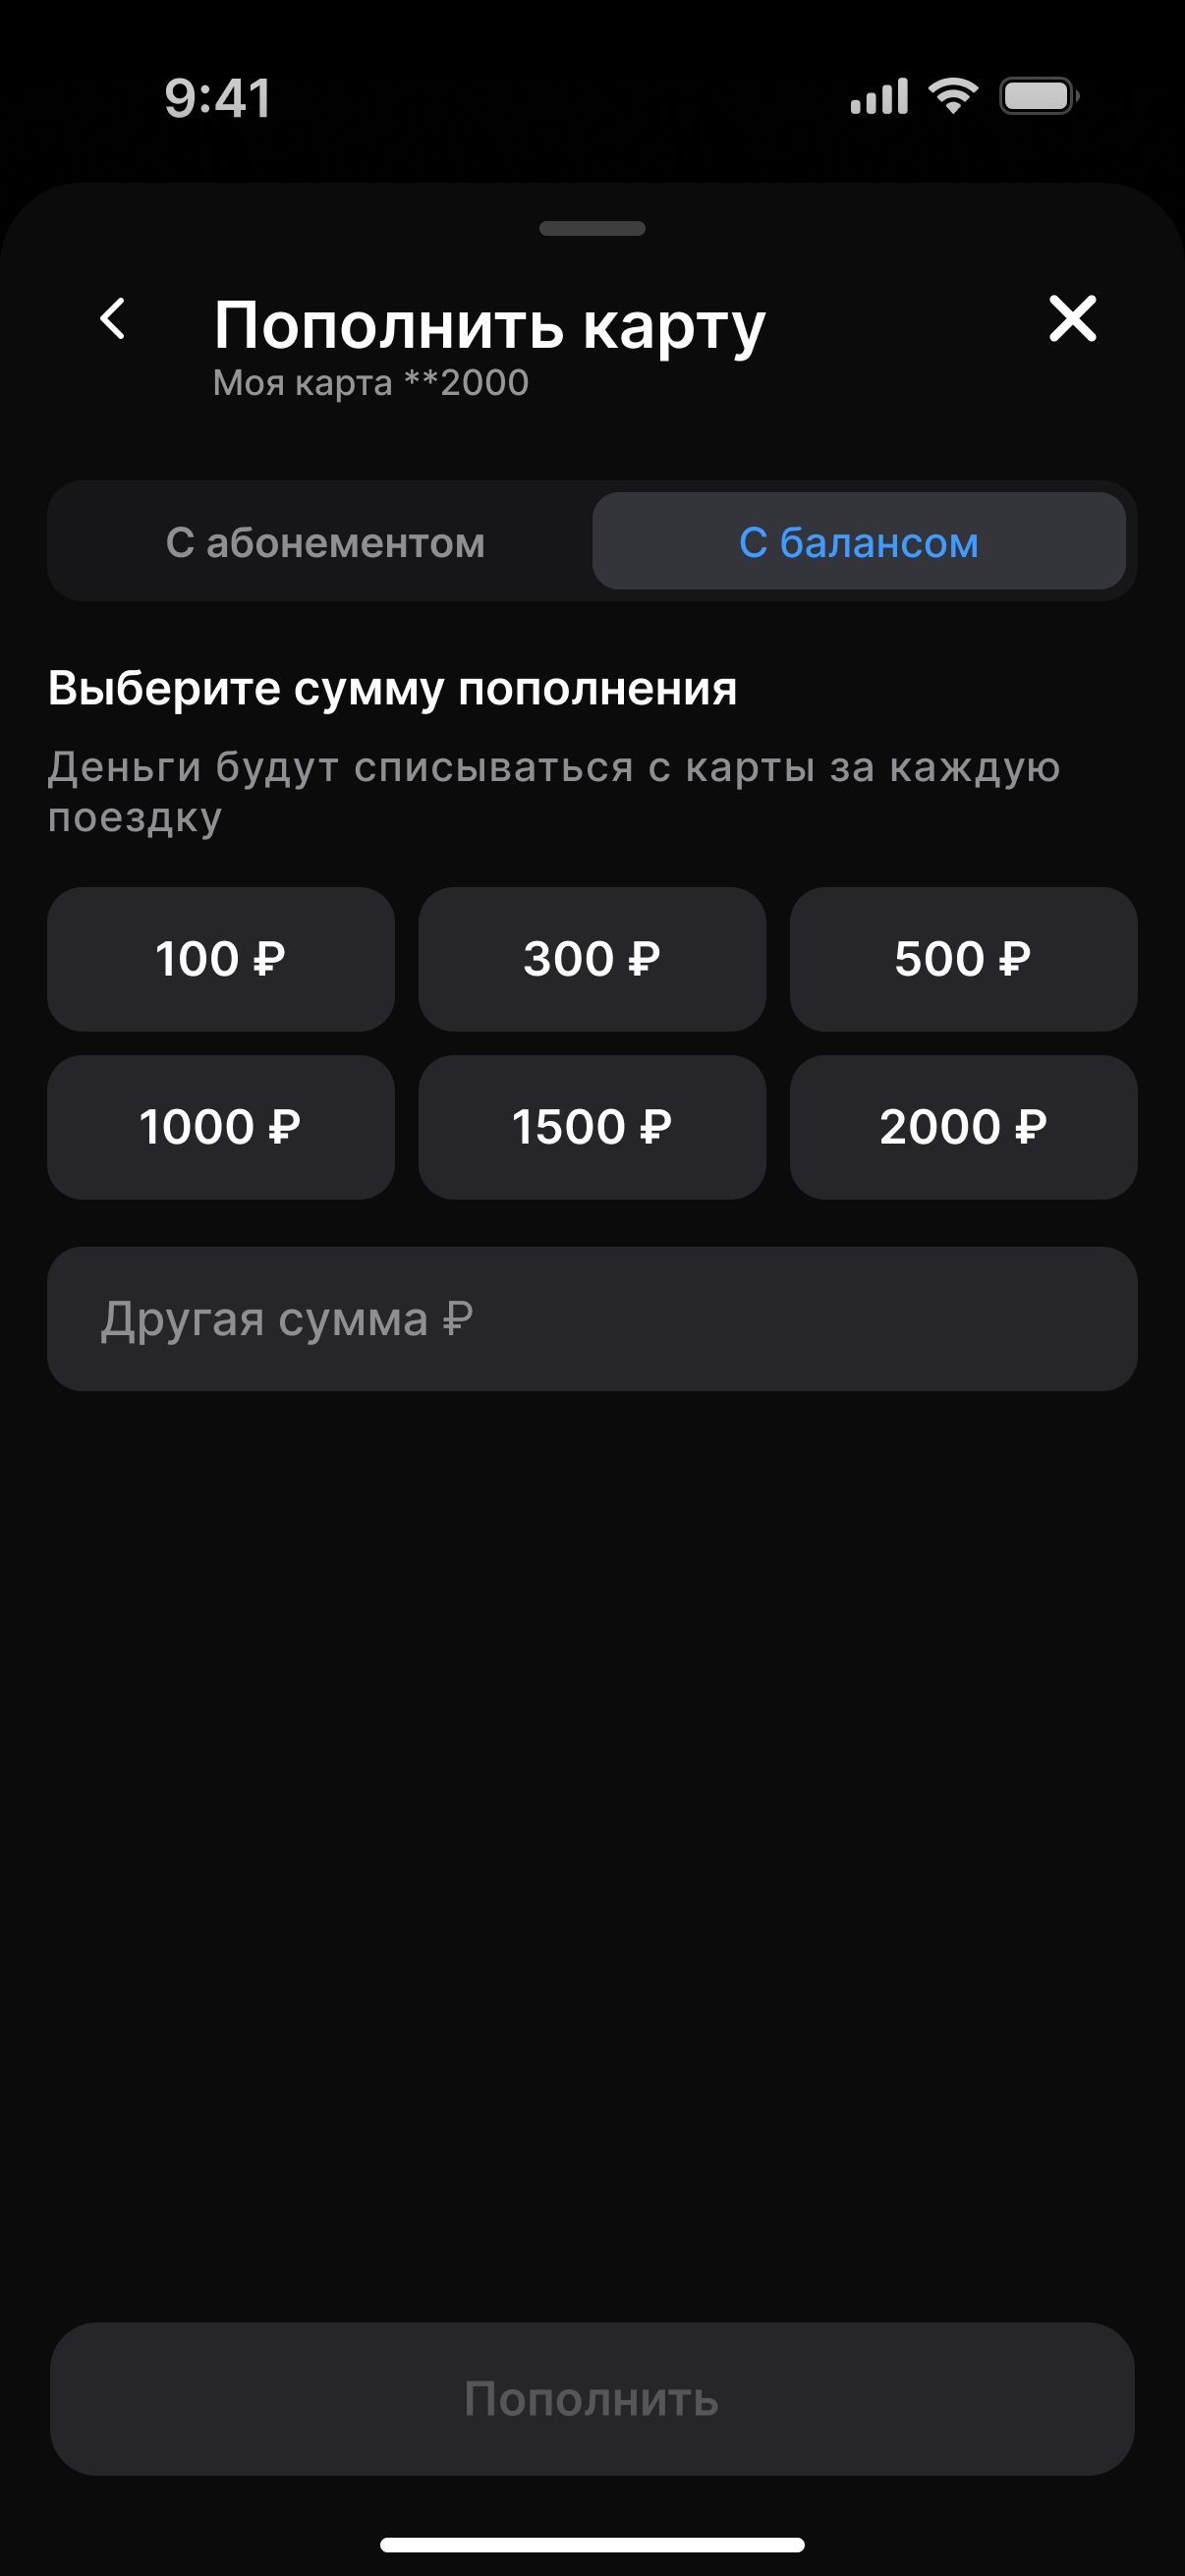 9:41
Пополнить карту
Моя карта **2000
С абонементом
С балансом
Выберите сумму пополнения
Деньги будут списываться с карты за каждую
поездку
100 ₽
300 ₽
500 ₽
1000 ₽
1500 ₽
2000 ₽
Другая сумма ₽
Пополнить